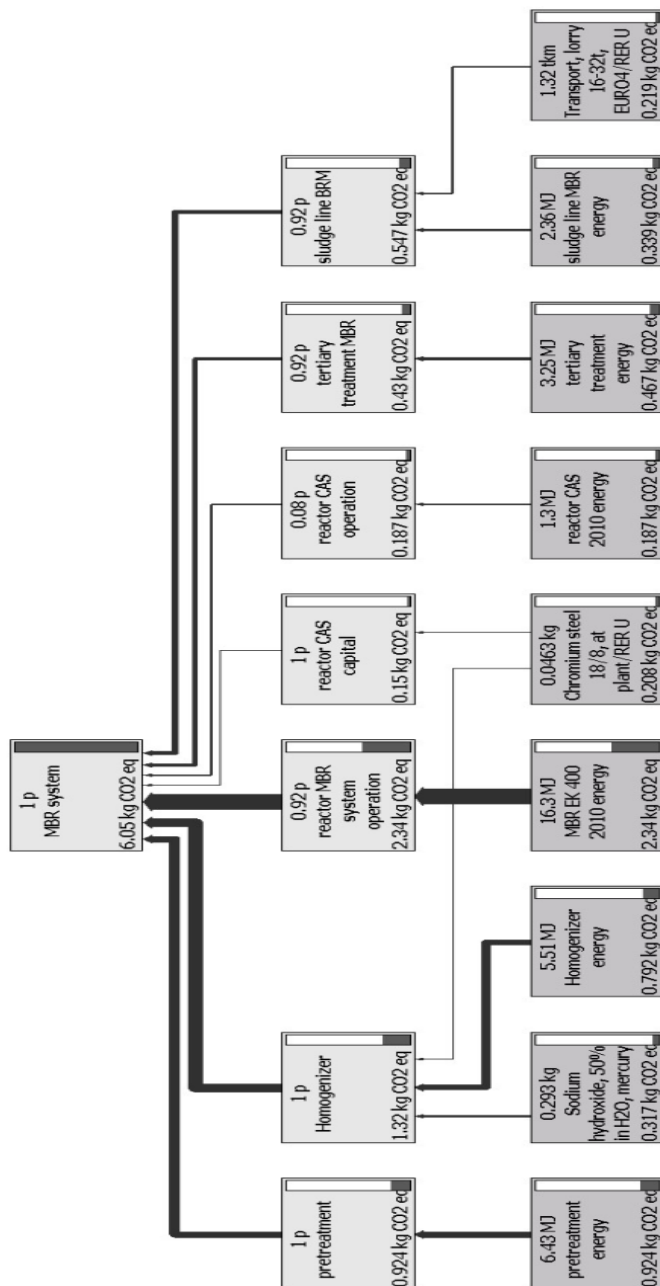 1 p
MBR system
6.05 kg CO2 eq
1 p
pretreatment
0.924 kg CO2 eq
1 p
Homogenizer
1.32 kg CO2 eq
0.92 p
reactor MBR
system
operation
2.34 kg CO2 eq
1 p
reactor CAS
capital
0.15 kg CO2 eq
0.08 p
reactor CAS
operation
0.187 kg CO2 eq
0.92 p
tertiary
treatment MBR
0.43 kg CO2 eq
0.92 p
sludge line BRM
0.547 kg CO2 eq
6.43 MJ
pretreatment
energy
0.924 kg CO2 eq
0.293 kg
Sodium
hydroxide, 50%
in H2O, mercury
0.317 kg CO2 eq
5.51 MJ
Homogenizer
energy
0.792 kg CO2 eq
16.3 MJ
MBR EK 400
2010 energy
2.34 kg CO2 eq
0.0463 kg
Chromium steel
18/8, at
plant/RER U
0.208 kg CO2 eq
1.3 MJ
reactor CAS
2010 energy
0.187 kg CO2 eq
3.25 MJ
tertiary
treatment
energy
0.467 kg CO2 eq
2.36 MJ
sludge line MBR
energy
0.339 kg CO2 eq
1.32 tkm
Transport, lorry
16-32t,
EURO4/RER U
0.219 kg CO2 eq